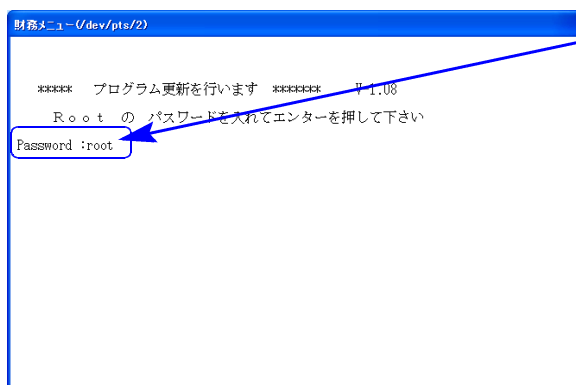 財務メニュー(/dev/pts/2)
***** プログラム更新を行います ******* V-1.08
Ｒｏｏｔ の パスワードを入れてエンターを押して下さい
Password :root